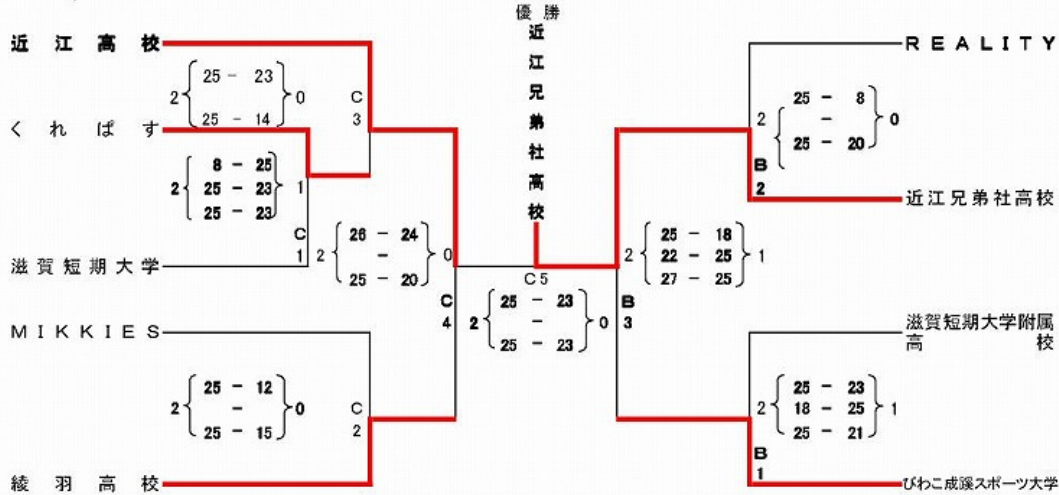 優勝
近江兄弟社高校
近江高校
2 25 - 23 0
25 - 14
C
3
くれぱす
2 8 - 25 1
25 - 23
25 - 23
C
1
滋賀短期大学
2 26 - 24 0
-
25 - 20
C
4
MIKKIES
2 25 - 12 0
-
25 - 15
C
2
綾羽高校
C 5
2 25 - 23 0
-
25 - 23
REALITY
2 25 - 8 0
-
25 - 20
B
2
近江兄弟社高校
2 25 - 18 1
22 - 25
27 - 25
B
3
滋賀短期大学附属
高校
2 25 - 23 1
18 - 25
25 - 21
B
1
びわこ成蹊スポーツ大学